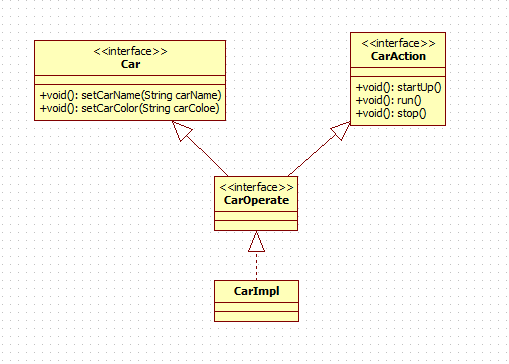 <<interface>>
Car
+void(): setCarName(String carName)
+void(): setCarColor(String carColoe)
<<interface>>
CarAction
+void(): startUp()
+void(): run()
+void(): stop()
<<interface>>
CarOperate
CarImpl